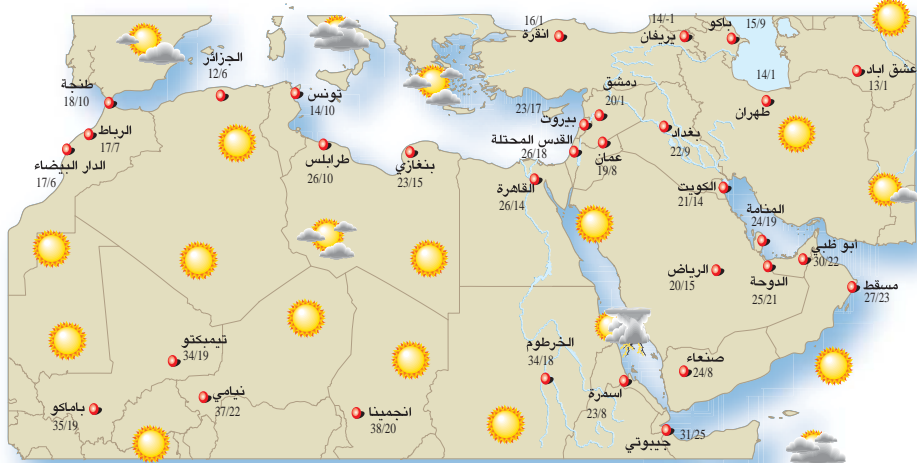 16/1
أنقرة
14/-1
يريفان
باكو
15/9
الجزائر
12/6
طنجة
18/10
تونس
14/10
دمشق
20/1
14/1
طهران
عشق اباد
13/1
23/17
بيروت
بغداد
22/9
الرباط
17/7
الدار البيضاء
17/6
طرابلس
26/10
بنغازي
23/15
القدس المحتلة
26/18
عمان
19/8
القاهرة
26/14
الكويت
21/14
المنامة
24/19
ابو ظبي
30/22
الرياض
20/15
الدوحة
25/21
مسقط
27/23
تيمبكتو
34/19
الخرطوم
34/18
صنعاء
24/8
باماكو
35/19
نيامي
37/22
انجمينا
38/20
اسمرة
23/8
31/25
جيبوتي